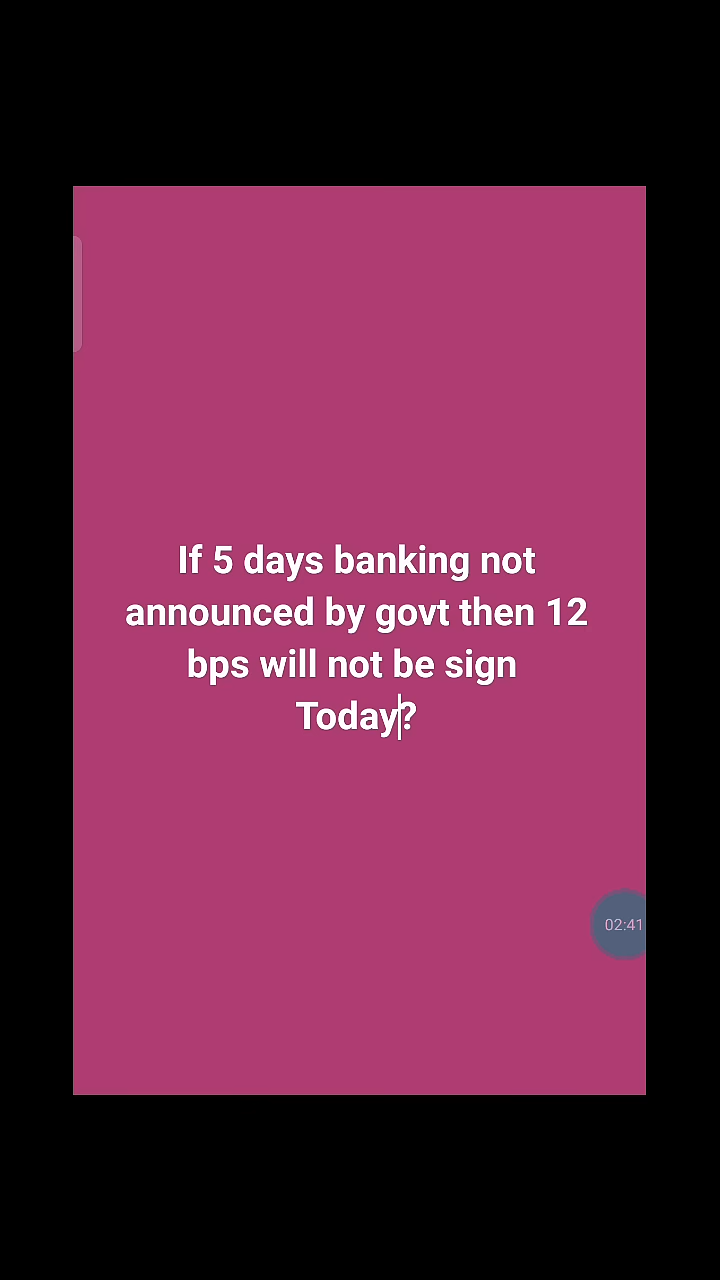 If 5 days banking not
announced by govt then 12
bps will not be sign
Today?
02:41